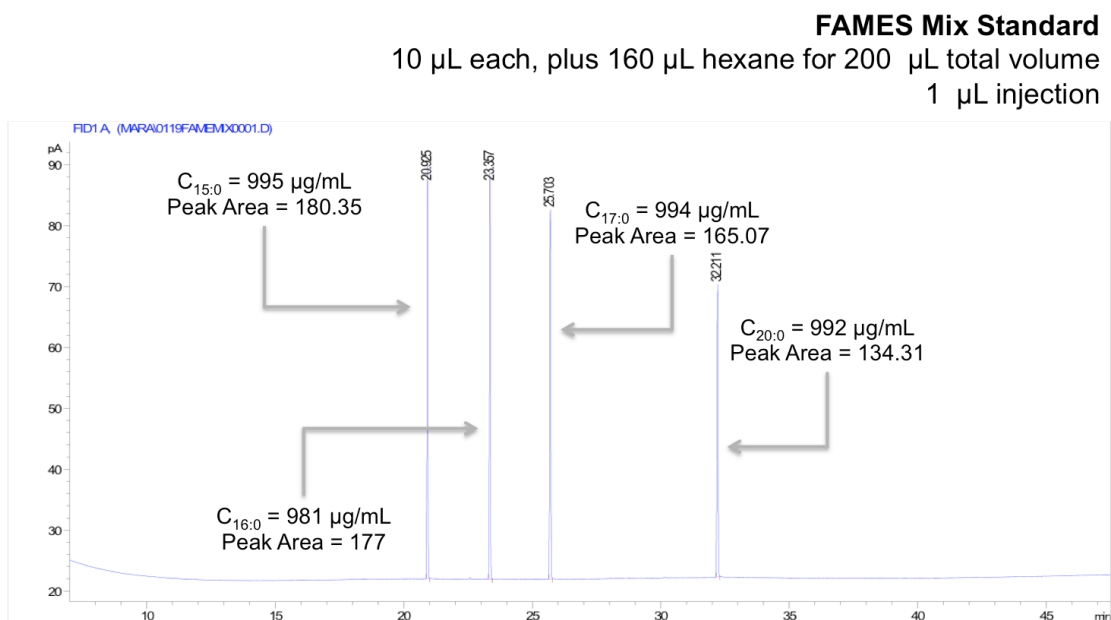 FAMES Mix Standard
10 µL each, plus 160 µL hexane for 200  µL total volume
1  µL injection
FID1 A,  (MARA\0119FAMEMIX0001.D)
pA
90
80
70
60
50
40
30
20
20.925
23.357
25.703
32.211
C15:0 = 995 µg/mL
Peak Area = 180.35
C17:0 = 994 µg/mL
Peak Area = 165.07
C20:0 = 992 µg/mL
Peak Area = 134.31
C16:0 = 981 µg/mL
Peak Area = 177
10 15 20 25 30 35 40 45 min